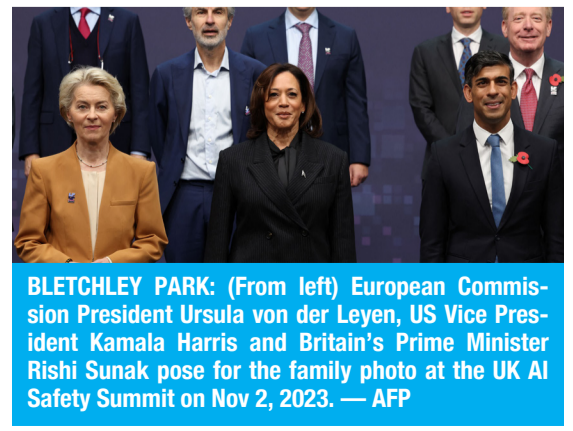 BLETCHLEY PARK: (From left) European Commis-
sion President Ursula von der Leyen, US Vice Pres-
ident Kamala Harris and Britain's Prime Minister
Rishi Sunak pose for the family photo at the UK AI
Safety Summit on Nov 2, 2023. — AFP